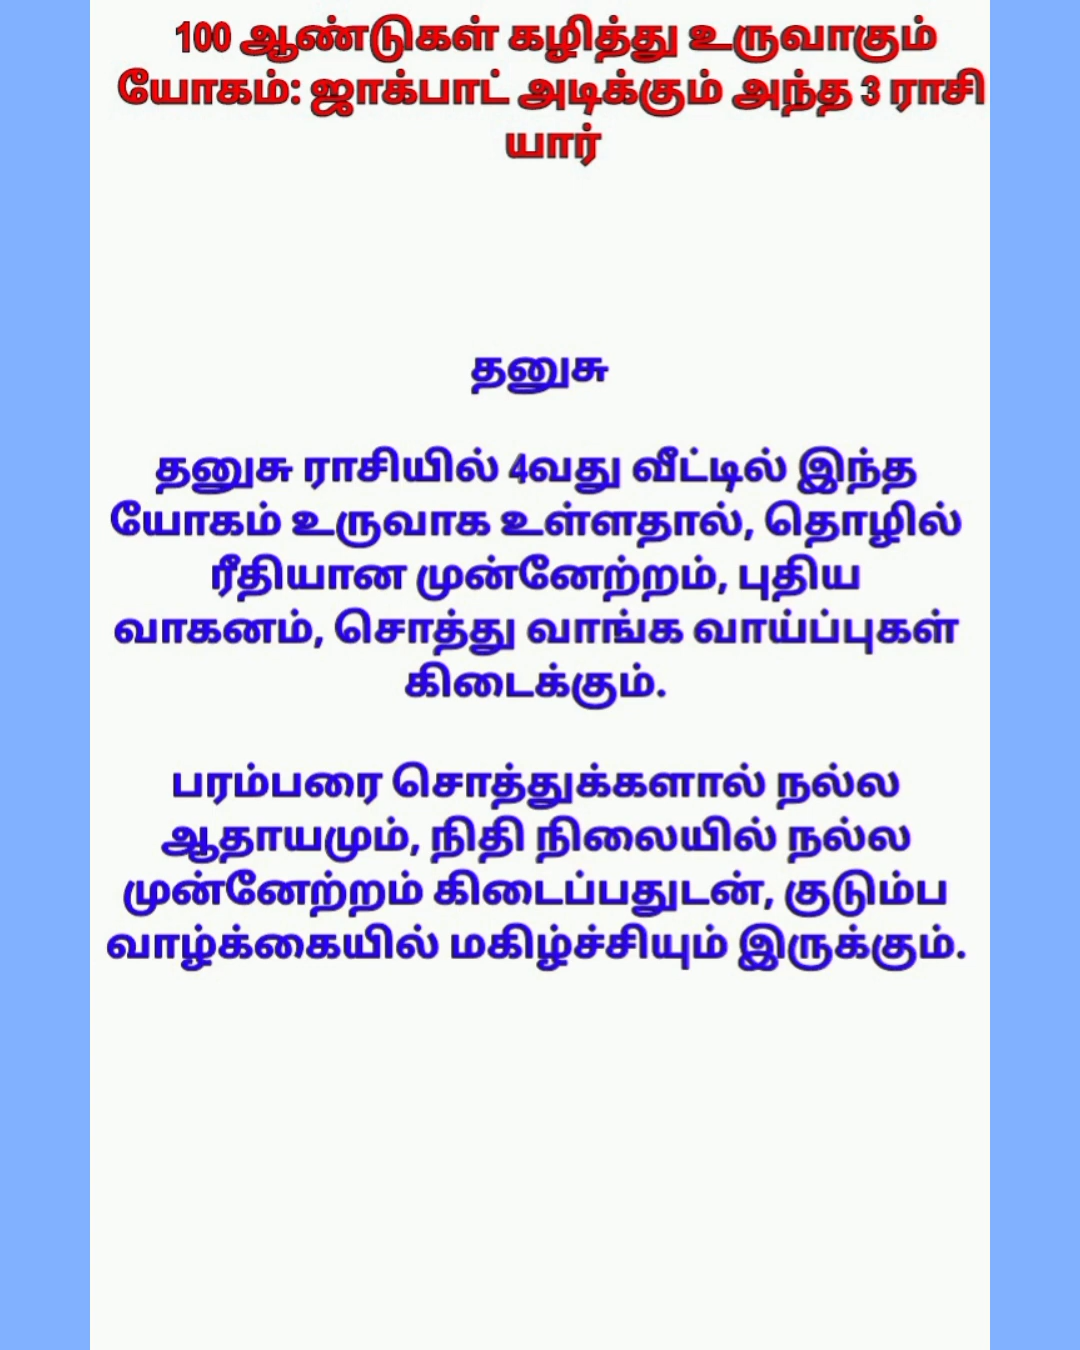 100 ஆண்டுகள் கழித்து உருவாகும்
யோகம்: ஜாக்பாட் அடிக்கும் அந்த 3 ராசி
யார்
தனுசு
தனுசு ராசியில் 4வது வீட்டில் இந்த
யோகம் உருவாக உள்ளதால், தொழில்
ரீதியான முன்னேற்றம், புதிய
வாகனம், சொத்து வாங்க வாய்ப்புகள்
கிடைக்கும்.
பரம்பரை சொத்துக்களால் நல்ல
ஆதாயமும், நிதி நிலையில் நல்ல
முன்னேற்றம் கிடைப்பதுடன், குடும்ப
வாழ்க்கையில் மகிழ்ச்சியும் இருக்கும்.